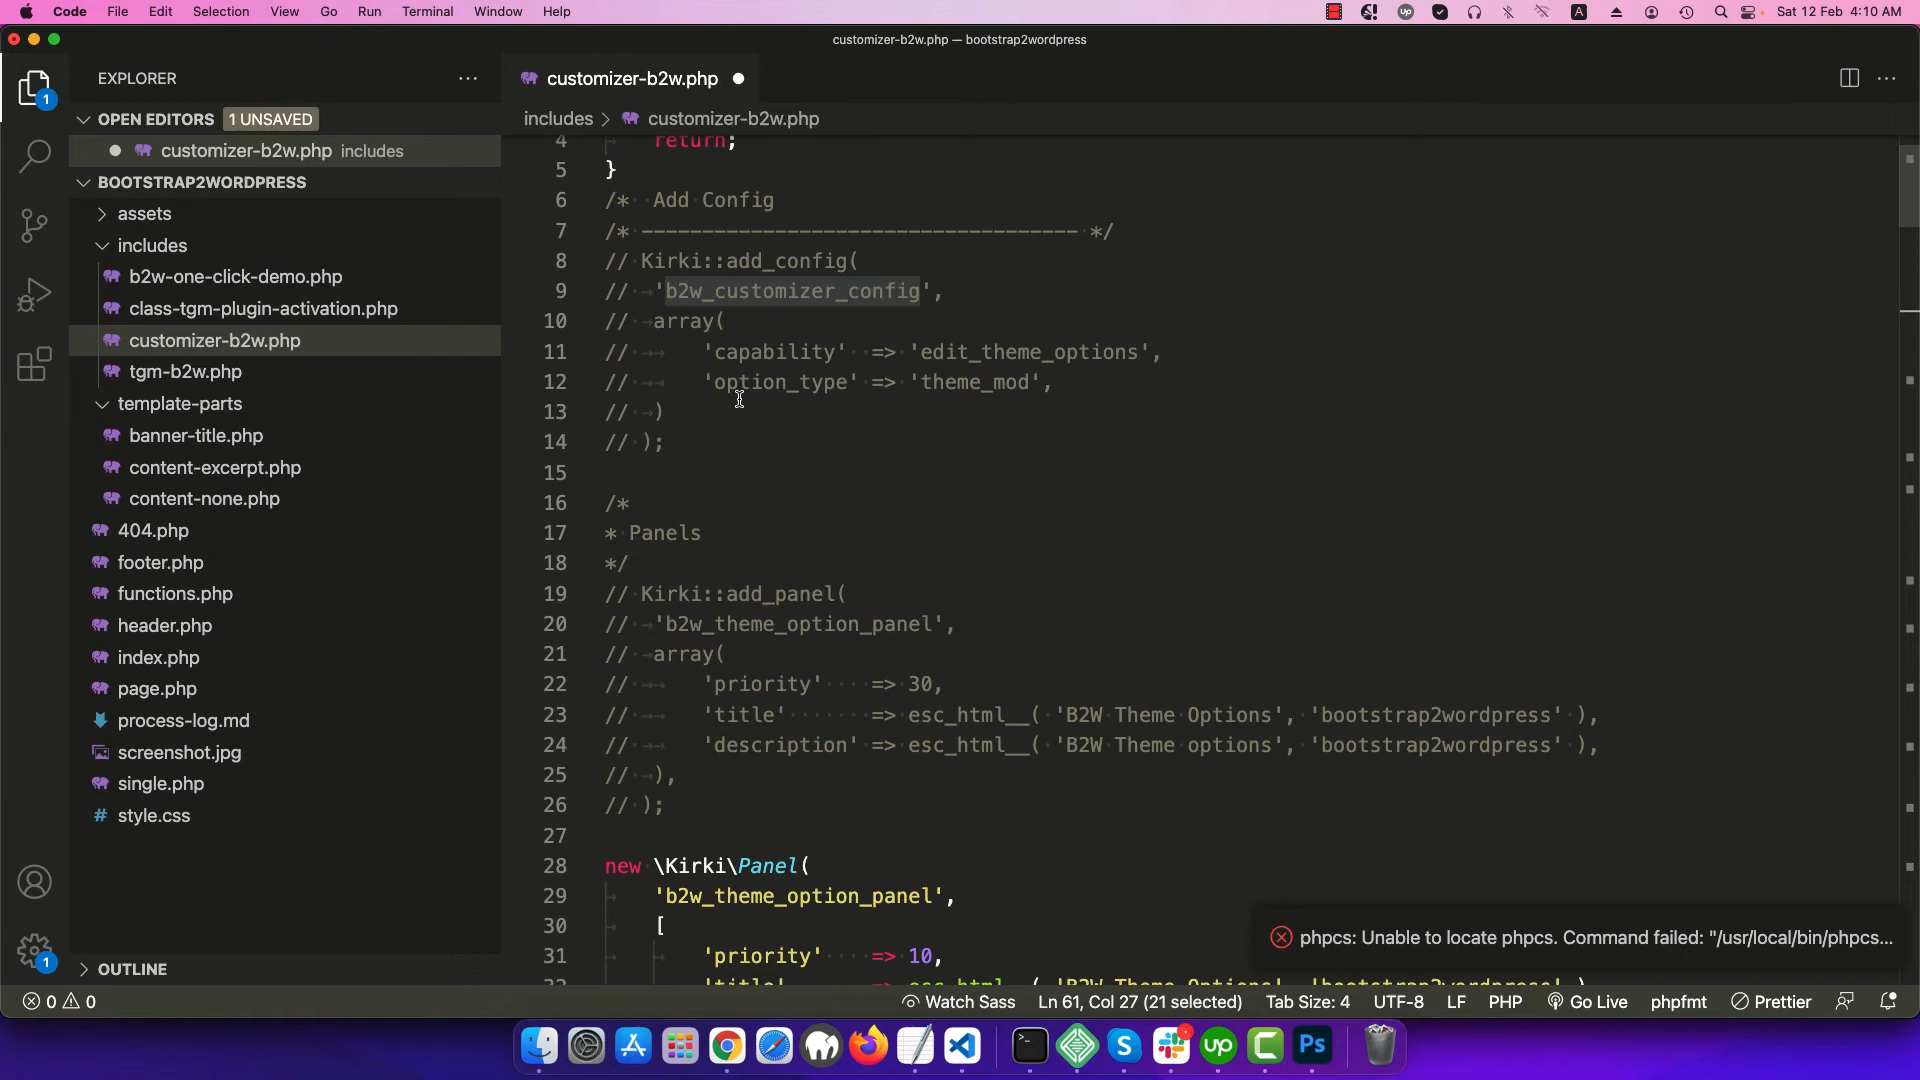 Code File Edit Selection View Go Run Terminal Window Help Sat 12 Feb 4:10 AM
customizer-b2w.php — bootstrap2wordpress
EXPLORER
OPEN EDITORS 1 UNSAVED
customizer-b2w.php includes
BOOTSTRAP2WORDPRESS
assets
includes
b2w-one-click-demo.php
class-tgm-plugin-activation.php
customizer-b2w.php
tgm-b2w.php
template-parts
banner-title.php
content-excerpt.php
content-none.php
404.php
footer.php
functions.php
header.php
index.php
page.php
process-log.md
screenshot.jpg
single.php
style.css
OUTLINE
customizer-b2w.php
includes > customizer-b2w.php
4 return;
5 }
6 /* Add Config
7 /* ------------------------------------ */
8 // Kirki::add_config(
9 // 'b2w_customizer_config',
10 // array(
11 // 'capability' => 'edit_theme_options',
12 // 'option_type' => 'theme_mod',
13 // )
14 // );
15
16 /*
17 * Panels
18 */
19 // Kirki::add_panel(
20 // 'b2w_theme_option_panel',
21 // array(
22 // 'priority' => 30,
23 // 'title' => esc_html__( 'B2W Theme Options', 'bootstrap2wordpress' ),
24 // 'description' => esc_html__( 'B2W Theme options', 'bootstrap2wordpress' ),
25 // ),
26 // );
27
28 new \Kirki\Panel(
29 'b2w_theme_option_panel',
30 [
31 'priority' => 10,
32 'title' => esc_html__( 'B2W Theme Options', 'bootstrap2wordpress' ),
phpcs: Unable to locate phpcs. Command failed: "/usr/local/bin/phpcs...
0 0 Watch Sass Ln 61, Col 27 (21 selected) Tab Size: 4 UTF-8 LF PHP Go Live phpfmt Prettier